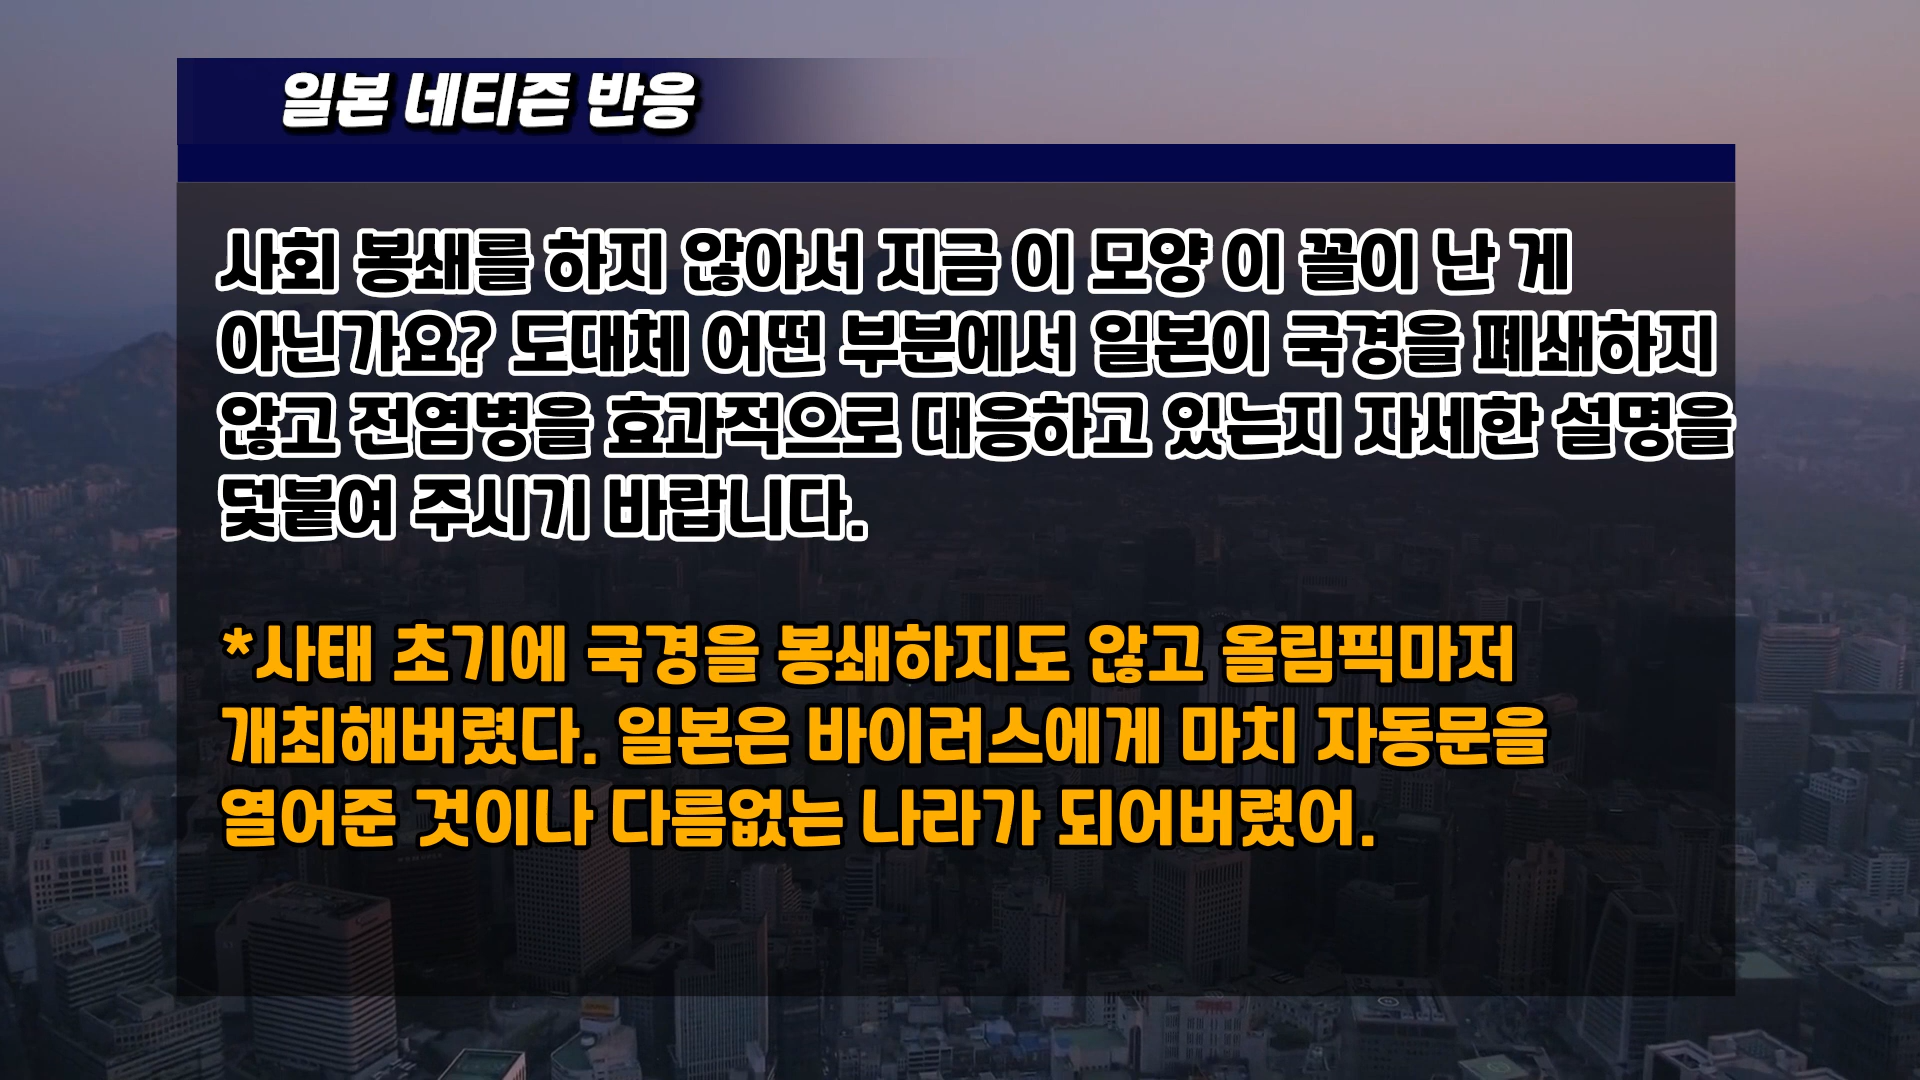 일본 네티즌 반응
사회 봉쇄를 하지 않아서 지금 이 모양 이 꼴이 난 게
아닌가요? 도대체 어떤 부분에서 일본이 국경을 폐쇄하지
않고 전염병을 효과적으로 대응하고 있는지 자세한 설명을
덫붙여 주시기 바랍니다.
*사태 초기에 국경을 봉쇄하지도 않고 올림픽마저
개최해버렸다. 일본은 바이러스에게 마치 자동문을
열어준 것이나 다름없는 나라가 되어버렸어.